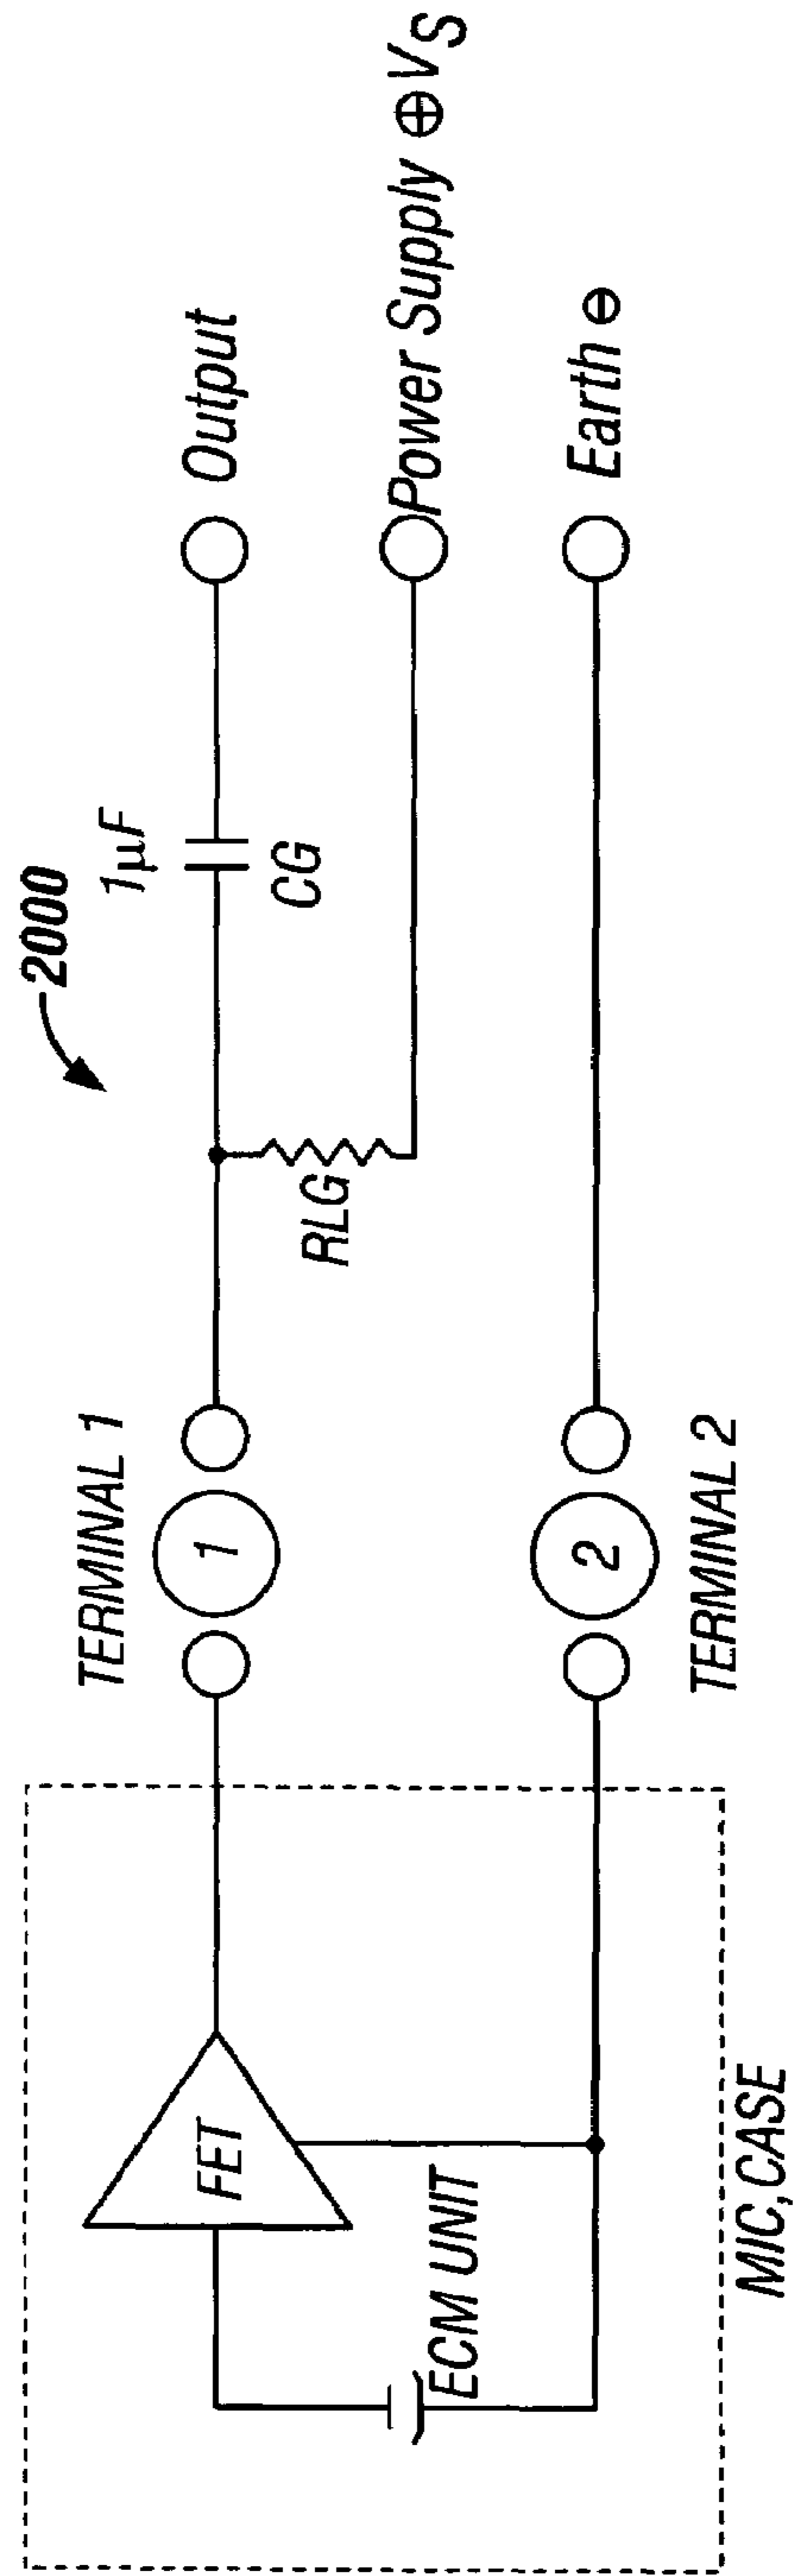 2000
TERMINAL 1
1
1μF
CG
Output
RLG
Power Supply ⊕VS
FET
ECM UNIT
2
TERMINAL 2
Earth ⊖
MIC, CASE